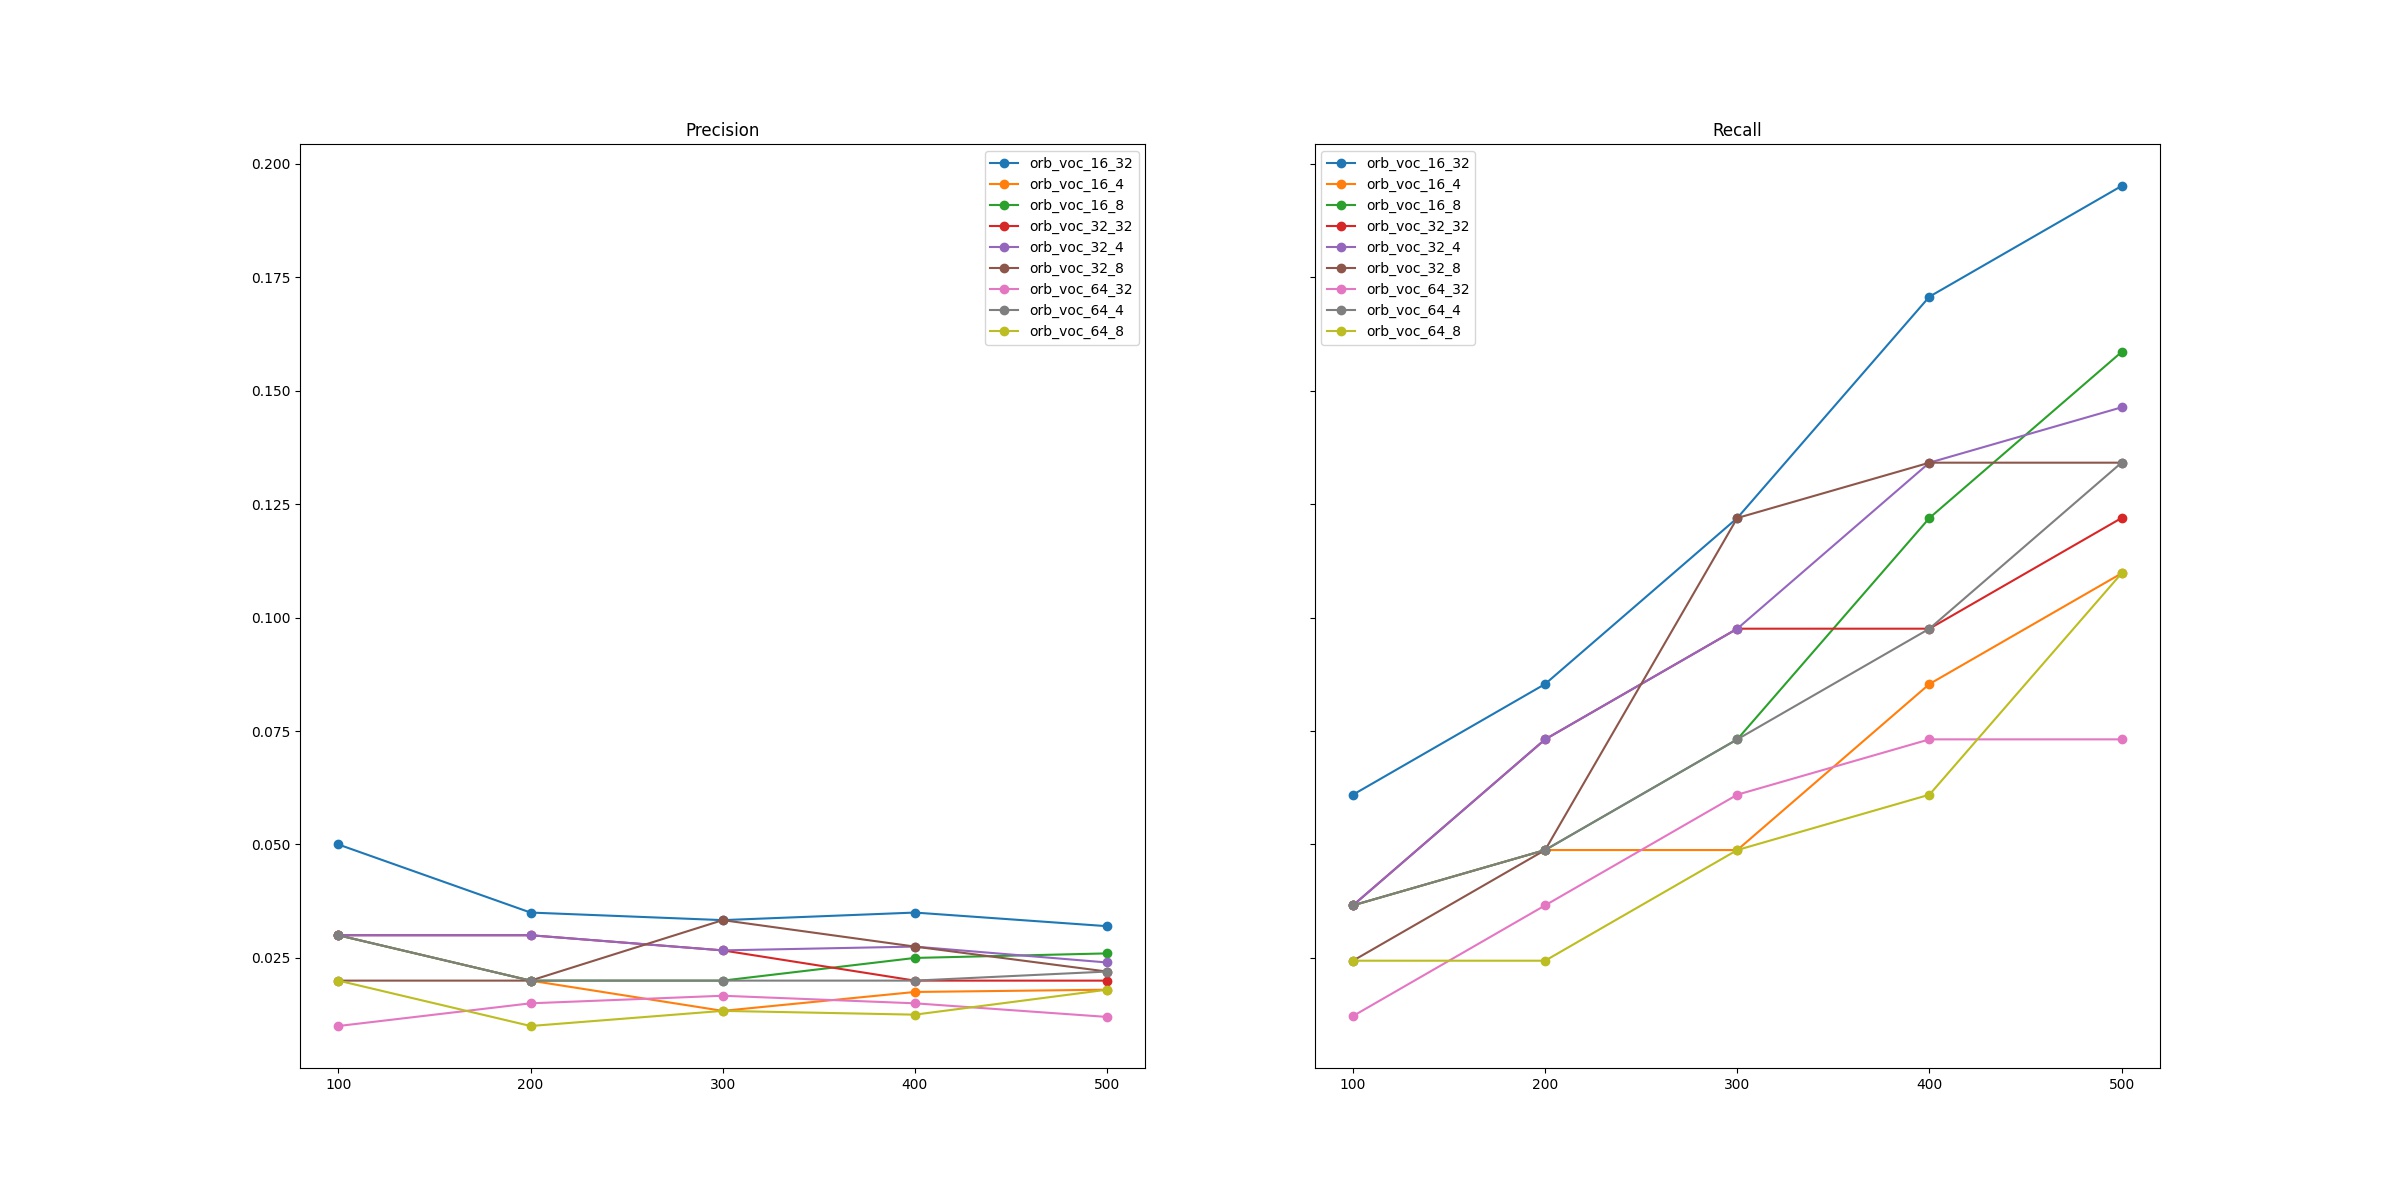 Precision
0.200
0.175
0.150
0.125
0.100
0.075
0.050
0.025
100 200 300 400 500
orb_voc_16_32
orb_voc_16_4
orb_voc_16_8
orb_voc_32_32
orb_voc_32_4
orb_voc_32_8
orb_voc_64_32
orb_voc_64_4
orb_voc_64_8
Recall
orb_voc_16_32
orb_voc_16_4
orb_voc_16_8
orb_voc_32_32
orb_voc_32_4
orb_voc_32_8
orb_voc_64_32
orb_voc_64_4
orb_voc_64_8
100 200 300 400 500